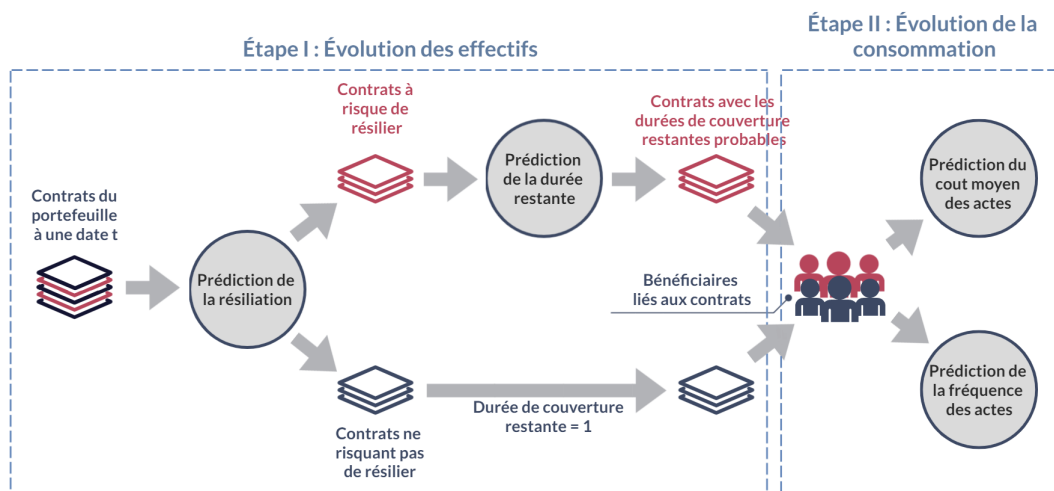 Étape I : Évolution des effectifs
Étape II : Évolution de la
consommation
Contrats du
portefeuille
à une date t
Prédiction de
la résiliation
Contrats à
risque de
résilier
Prédiction
de la durée
restante
Contrats avec les
durées de couverture
restantes probables
Contrats ne
risquant pas
de résilier
Durée de couverture
restante = 1
Bénéficiaires
liés aux contrats
Prédiction du
cout moyen
des actes
Prédiction de
la fréquence
des actes